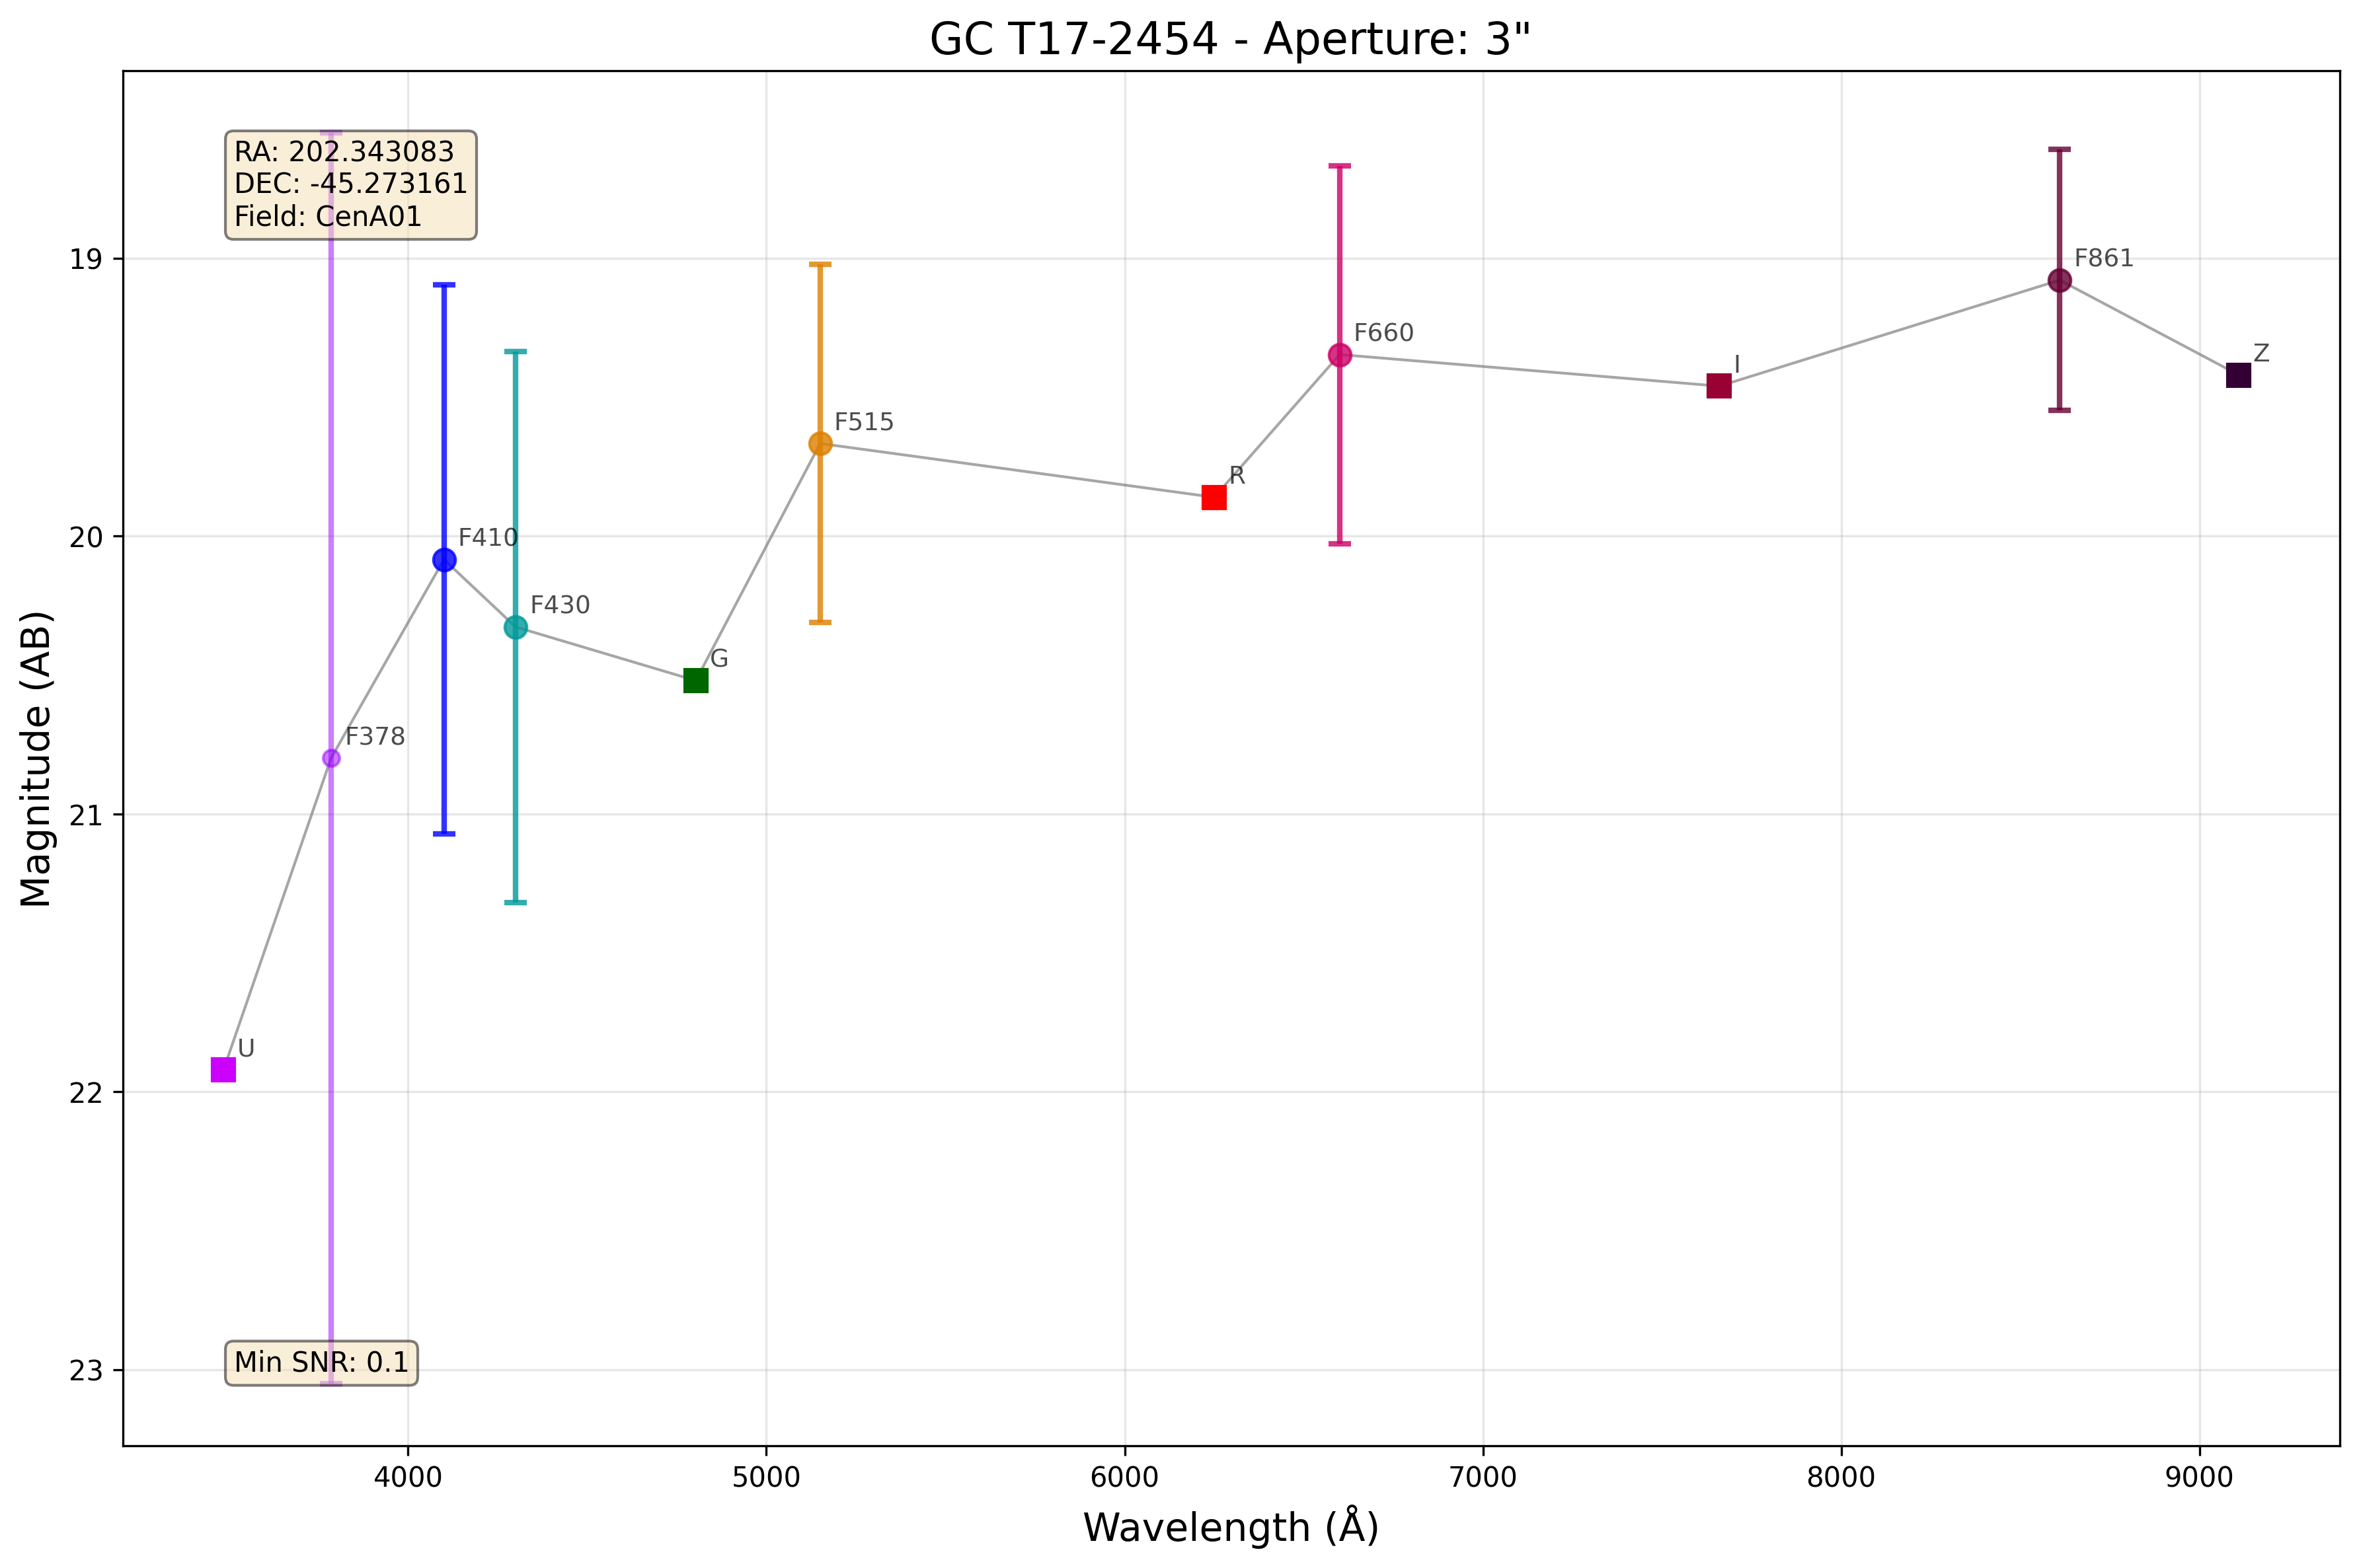 GC T17-2454 - Aperture: 3"
RA: 202.343083
DEC: -45.273161
Field: CenA01
F861
Z
F660
I
F515
R
F410
F430
G
F378
U
Min SNR: 0.1
19
20
21
22
23
Magnitude (AB)
4000
5000
6000
7000
8000
9000
Wavelength (Å)